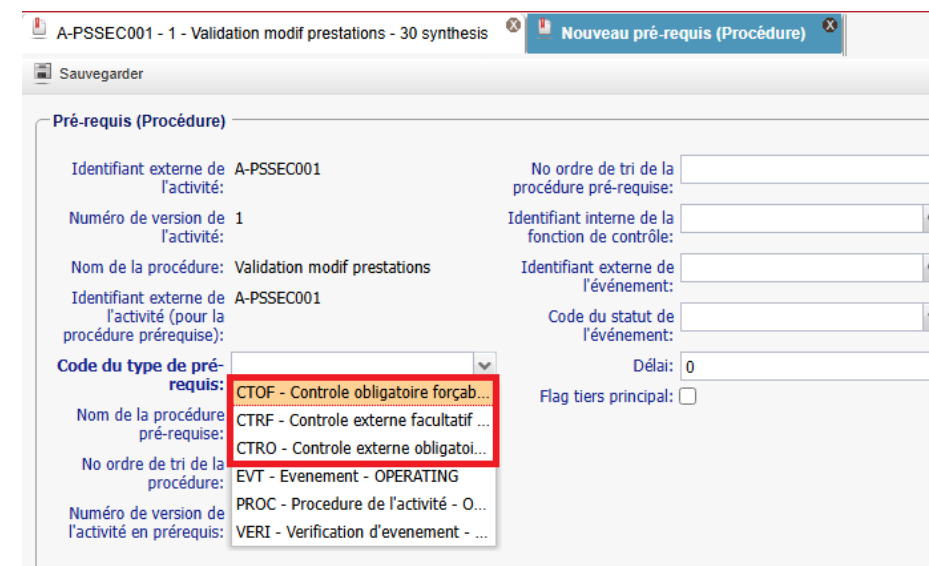 A-PSSEC001 - 1 - Validation modif prestations - 30 synthesis
Nouveau pré-requis (Procédure)
Sauvegarder
Pré-requis (Procédure)
Identifiant externe de l'activité: A-PSSEC001
Numéro de version de l'activité: 1
Nom de la procédure: Validation modif prestations
Identifiant externe de l'activité (pour la procédure prérequise): A-PSSEC001
Code du type de pré-requis:
CTOF - Controle obligatoire forçab...
CTRF - Controle externe facultatif ...
CTRO - Controle externe obligatoi...
EVT - Evenement - OPERATING
PROC - Procedure de l'activité - O...
VERI - Verification d'evenement - ...
Nom de la procédure pré-requise:
No ordre de tri de la procédure:
Numéro de version de l'activité en prérequis:
No ordre de tri de la procédure pré-requise:
Identifiant interne de la fonction de contrôle:
Identifiant externe de l'événement:
Code du statut de l'événement:
Délai: 0
Flag tiers principal: